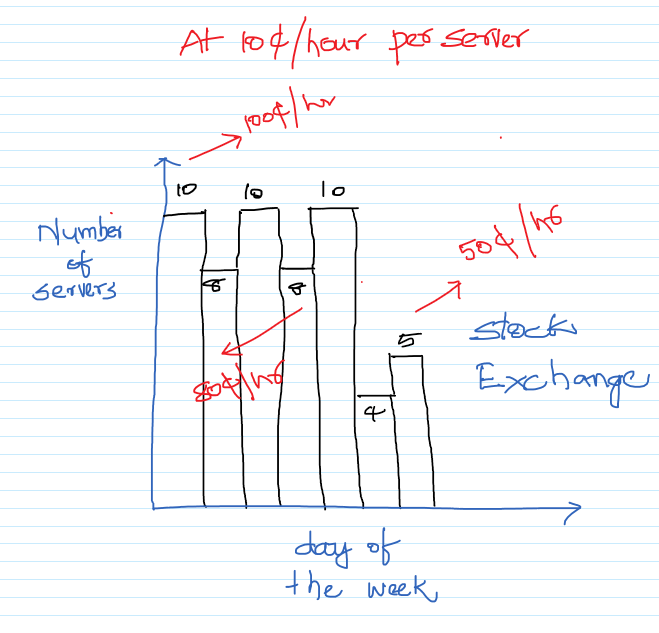 At 10¢/hour per server
100¢/hr
10 10 10
Number
of
servers
8 8
50¢/hr
80¢/hr
5
Stock
Exchange
4
day of
the week